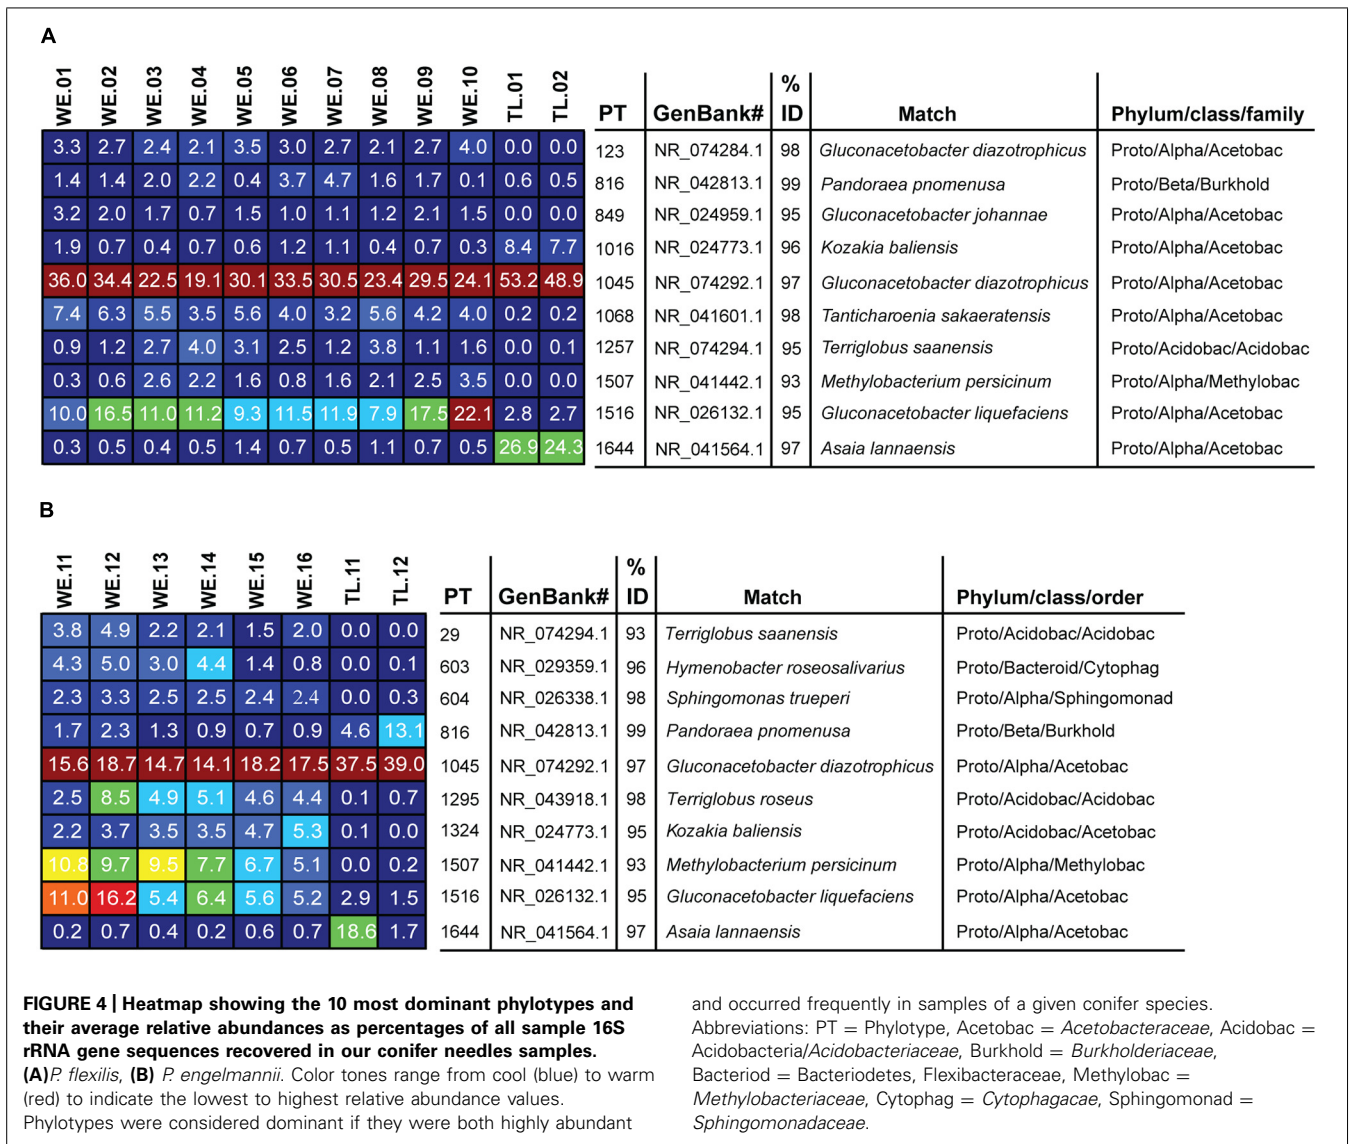 A
WE.01 WE.02 WE.03 WE.04 WE.05 WE.06 WE.07 WE.08 WE.09 WE.10 TL.01 TL.02
PT GenBank# % ID Match Phylum/class/family
3.3 2.7 2.4 2.1 3.5 3.0 2.7 2.1 2.7 4.0 0.0 0.0 123 NR_074284.1 98 Gluconacetobacter diazotrophicus Proto/Alpha/Acetobac
1.4 1.4 2.0 2.2 0.4 3.7 4.7 1.6 1.7 0.1 0.6 0.5 816 NR_042813.1 99 Pandoraea pnomenusa Proto/Beta/Burkhold
3.2 2.0 1.7 0.7 1.5 1.0 1.1 1.2 2.1 1.5 0.0 0.0 849 NR_024959.1 95 Gluconacetobacter johannae Proto/Alpha/Acetobac
1.9 0.7 0.4 0.7 0.6 1.2 1.1 0.4 0.7 0.3 8.4 7.7 1016 NR_024773.1 96 Kozakia baliensis Proto/Alpha/Acetobac
36.0 34.4 22.5 19.1 30.1 33.5 30.5 23.4 29.5 24.1 53.2 48.9 1045 NR_074292.1 97 Gluconacetobacter diazotrophicus Proto/Alpha/Acetobac
7.4 6.3 5.5 3.5 5.6 4.0 3.2 5.6 4.2 4.0 0.2 0.2 1068 NR_041601.1 98 Tanticharoenia sakaeratensis Proto/Alpha/Acetobac
0.9 1.2 2.7 4.0 3.1 2.5 1.2 3.8 1.1 1.6 0.0 0.1 1257 NR_074294.1 95 Terriglobus saanensis Proto/Acidobac/Acidobac
0.3 0.6 2.6 2.2 1.6 0.8 1.6 2.1 2.5 3.5 0.0 0.0 1507 NR_041442.1 93 Methylobacterium persicinum Proto/Alpha/Methylobac
10.0 16.5 11.0 11.2 9.3 11.5 11.9 7.9 17.5 22.1 2.8 2.7 1516 NR_026132.1 95 Gluconacetobacter liquefaciens Proto/Alpha/Acetobac
0.3 0.5 0.4 0.5 1.4 0.7 0.5 1.1 0.7 0.5 26.9 24.3 1644 NR_041564.1 97 Asaia lannaensis Proto/Alpha/Acetobac
B
WE.11 WE.12 WE.13 WE.14 WE.15 WE.16 TL.11 TL.12
PT GenBank# % ID Match Phylum/class/order
3.8 4.9 2.2 2.1 1.5 2.0 0.0 0.0 29 NR_074294.1 93 Terriglobus saanensis Proto/Acidobac/Acidobac
4.3 5.0 3.0 4.4 1.4 0.8 0.0 0.1 603 NR_029359.1 96 Hymenobacter roseosalivarius Proto/Bacteroid/Cytophag
2.3 3.3 2.5 2.5 2.4 2.4 0.0 0.3 604 NR_026338.1 98 Sphingomonas trueperi Proto/Alpha/Sphingomonad
1.7 2.3 1.3 0.9 0.7 0.9 4.6 13.1 816 NR_042813.1 99 Pandoraea pnomenusa Proto/Beta/Burkhold
15.6 18.7 14.7 14.1 18.2 17.5 37.5 39.0 1045 NR_074292.1 97 Gluconacetobacter diazotrophicus Proto/Alpha/Acetobac
2.5 8.5 4.9 5.1 4.6 4.4 0.1 0.7 1295 NR_043918.1 98 Terriglobus roseus Proto/Acidobac/Acidobac
2.2 3.7 3.5 3.5 4.7 5.3 0.1 0.0 1324 NR_024773.1 95 Kozakia baliensis Proto/Acidobac/Acetobac
10.8 9.7 9.5 7.7 6.7 5.1 0.0 0.2 1507 NR_041442.1 93 Methylobacterium persicinum Proto/Alpha/Methylobac
11.0 16.2 5.4 6.4 5.6 5.2 2.9 1.5 1516 NR_026132.1 95 Gluconacetobacter liquefaciens Proto/Alpha/Acetobac
0.2 0.7 0.4 0.2 0.6 0.7 18.6 1.7 1644 NR_041564.1 97 Asaia lannaensis Proto/Alpha/Acetobac
FIGURE 4 | Heatmap showing the 10 most dominant phylotypes and
their average relative abundances as percentages of all sample 16S
rRNA gene sequences recovered in our conifer needles samples.
(A)P. flexilis, (B) P. engelmannii. Color tones range from cool (blue) to warm
(red) to indicate the lowest to highest relative abundance values.
Phylotypes were considered dominant if they were both highly abundant
and occurred frequently in samples of a given conifer species.
Abbreviations: PT = Phylotype, Acetobac = Acetobacteraceae, Acidobac =
Acidobacteria/Acidobacteriaceae, Burkhold = Burkholderiaceae,
Bacteriod = Bacteriodetes, Flexibacteraceae, Methylobac =
Methylobacteriaceae, Cytophag = Cytophagacae, Sphingomonad =
Sphingomonadaceae.